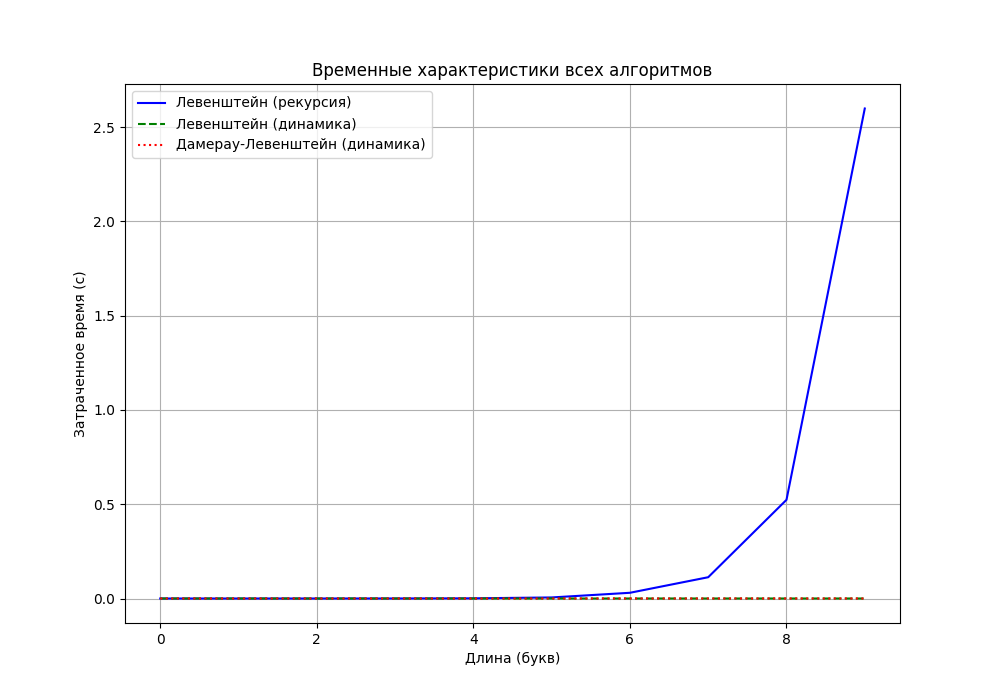 Временные характеристики всех алгоритмов
Левенштейн (рекурсия)
Левенштейн (динамика)
Дамерау-Левенштейн (динамика)
Затраченное время (с)
2.5
2.0
1.5
1.0
0.5
0.0
0 2 4 6 8
Длина (букв)